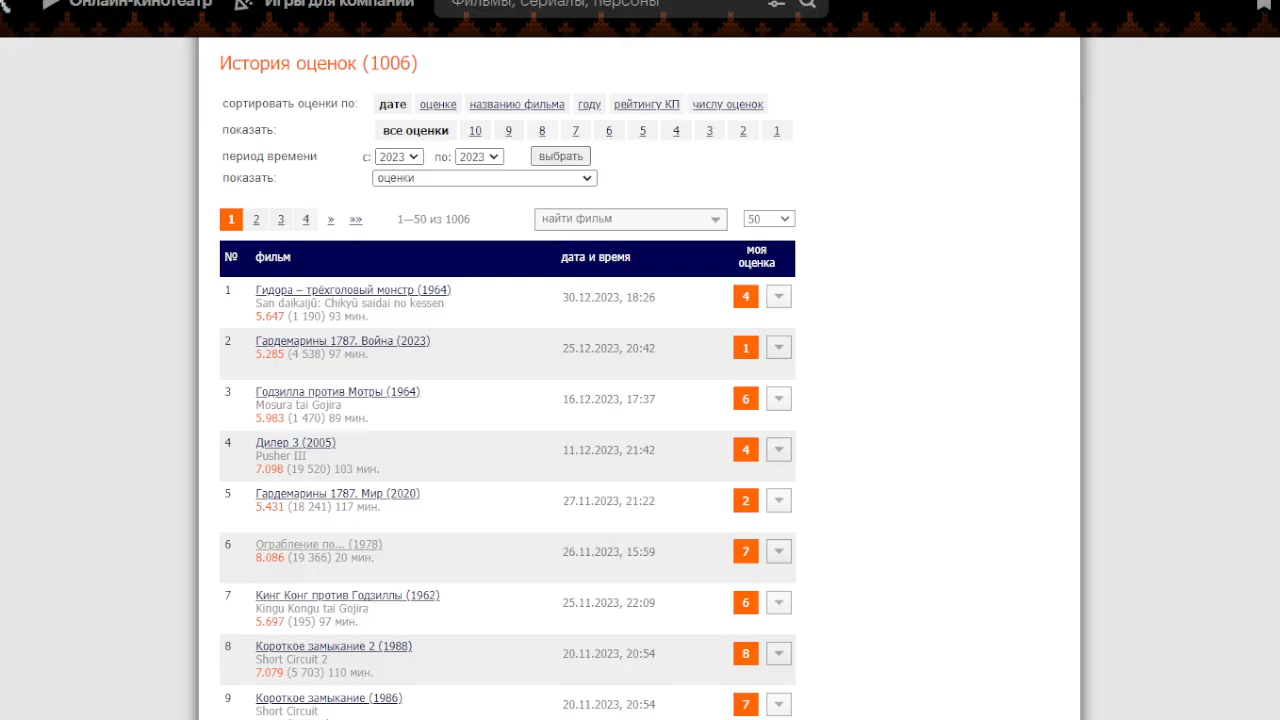 Онлайн-кинотеатр Игры для компании Фильмы, сериалы, персоны
История оценок (1006)
сортировать оценки по: дате оценке названию фильма году рейтингу КП числу оценок
показать: все оценки 10 9 8 7 6 5 4 3 2 1
период времени с: 2023 по: 2023 выбрать
показать: оценки
1 2 3 4 » »» 1—50 из 1006 найти фильм 50
№ фильм дата и время моя оценка
1 Гидора – трёхголовый монстр (1964) 30.12.2023, 18:26 4
San daikaijû: Chikyû saidai no kessen
5.647 (1 190) 93 мин.
2 Гардемарины 1787. Война (2023) 25.12.2023, 20:42 1
5.285 (4 538) 97 мин.
3 Годзилла против Мотры (1964) 16.12.2023, 17:37 6
Mosura tai Gojira
5.983 (1 470) 89 мин.
4 Дилер 3 (2005) 11.12.2023, 21:42 4
Pusher III
7.098 (19 520) 103 мин.
5 Гардемарины 1787. Мир (2020) 27.11.2023, 21:22 2
5.431 (18 241) 117 мин.
6 Ограбление по... (1978) 26.11.2023, 15:59 7
8.086 (19 366) 20 мин.
7 Кинг Конг против Годзиллы (1962) 25.11.2023, 22:09 6
Kingu Kongu tai Gojira
5.697 (195) 97 мин.
8 Короткое замыкание 2 (1988) 20.11.2023, 20:54 8
Short Circuit 2
7.079 (5 703) 110 мин.
9 Короткое замыкание (1986) 20.11.2023, 20:54 7
Short Circuit